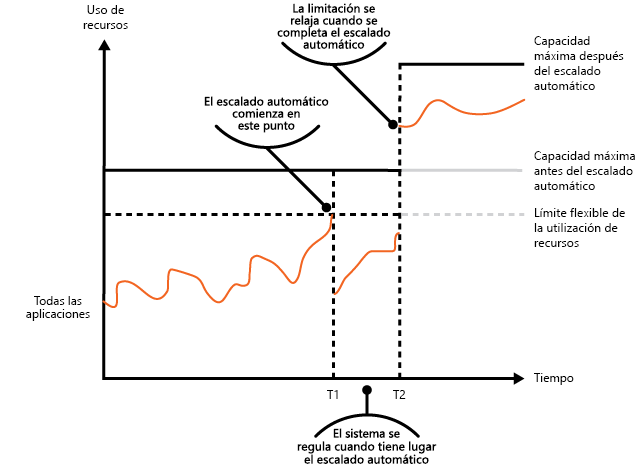 Uso de
recursos
La limitación se
relaja cuando se
completa el escalado
automático
Capacidad
máxima después
del escalado
automático
El escalado automático
comienza en
este punto
Capacidad máxima
antes del escalado
automático
Límite flexible de
la utilización de
recursos
Todas las
aplicaciones
Tiempo
T1
T2
El sistema se
regula cuando tiene lugar
el escalado automático